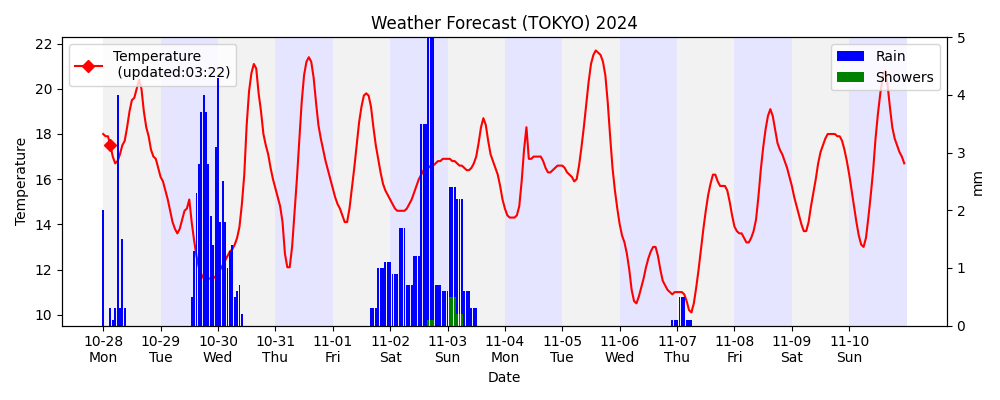 Weather Forecast (TOKYO) 2024
Temperature
(updated:03:22)
Rain
Showers
Temperature
22
20
18
16
14
12
10
5
4
3
2
1
0
mm
10-28 10-29 10-30 10-31 11-01 11-02 11-03 11-04 11-05 11-06 11-07 11-08 11-09 11-10
Mon Tue Wed Thu Fri Sat Sun Mon Tue Wed Thu Fri Sat Sun
Date